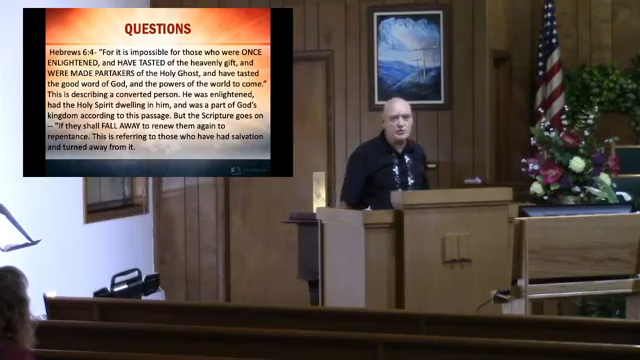 QUESTIONS
Hebrews 6:4- "For it is impossible for those who were ONCE
ENLIGHTENED, and HAVE TASTED of the heavenly gift, and
WERE MADE PARTAKERS of the Holy Ghost, and have tasted
the good word of God, and the powers of the world to come."
This is describing a converted person. He was enlightened,
had the Holy Spirit dwelling in him, and was a part of God's
kingdom according to this passage. But the Scripture goes on
-- "If they shall FALL AWAY to renew them again to
repentance. This is referring to those who have had salvation
and turned away from it.